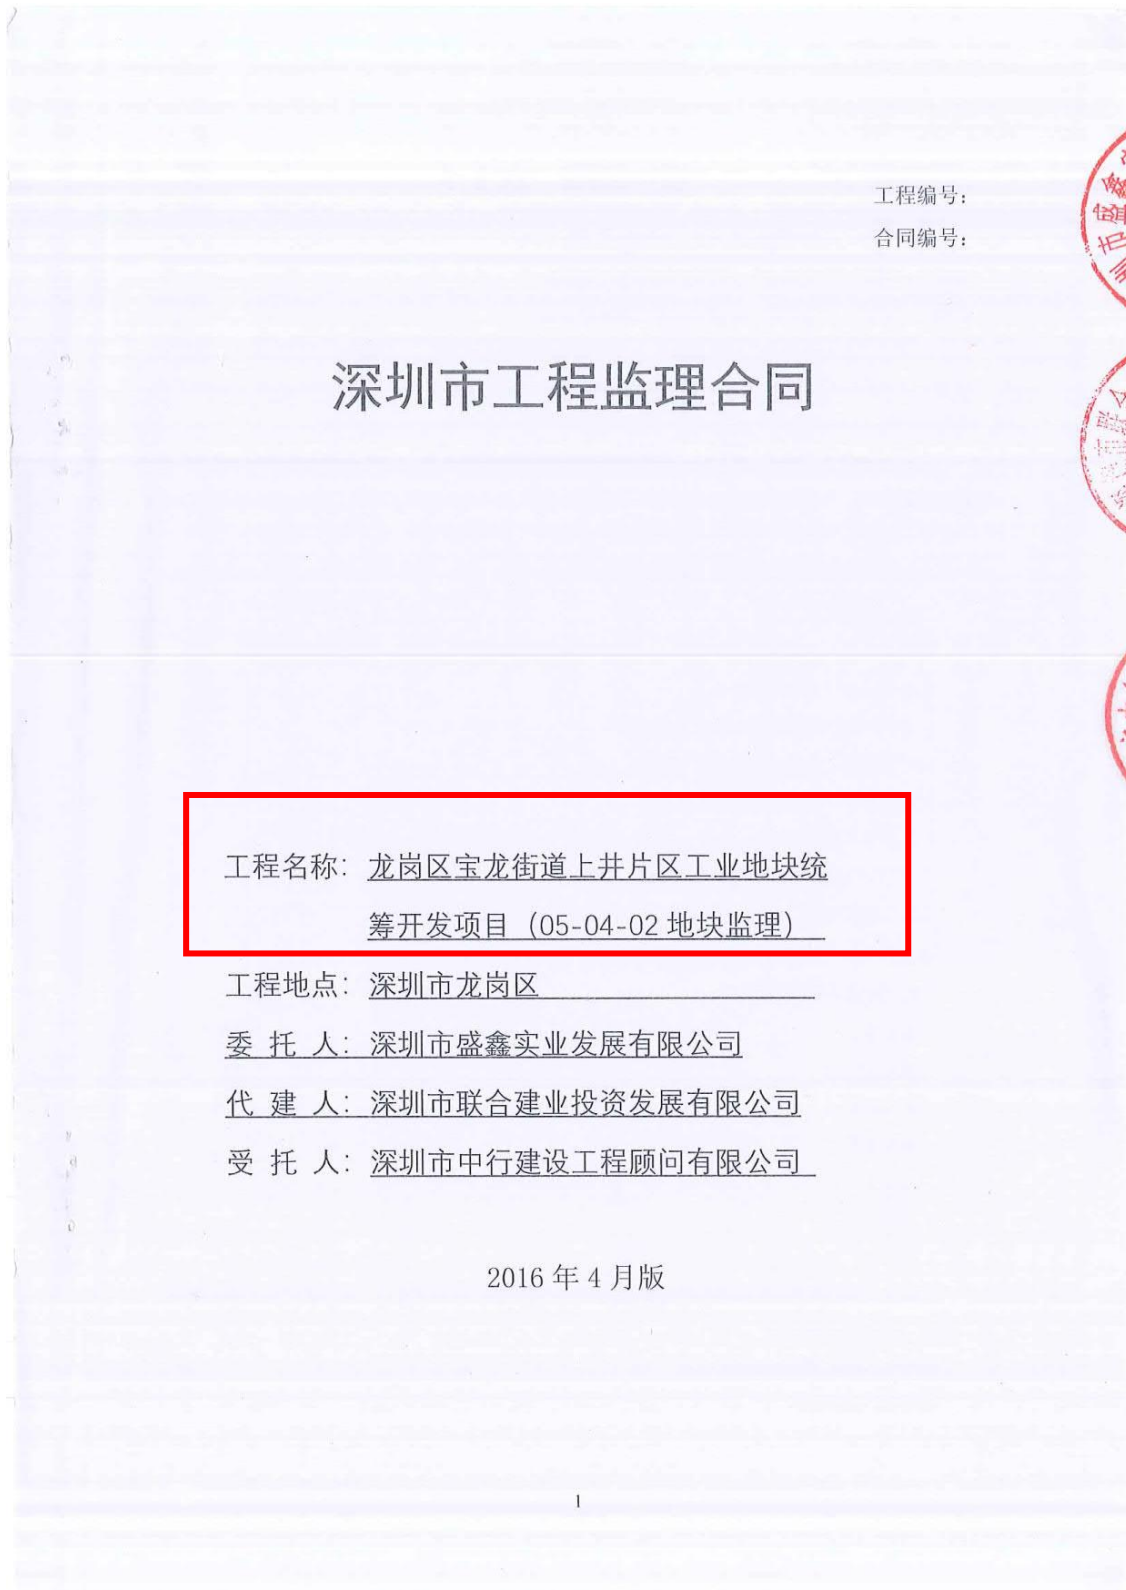 工程编号：
合同编号：
深圳市工程监理合同
工程名称：龙岗区宝龙街道上井片区工业地块统
筹开发项目（05-04-02 地块监理）
工程地点：深圳市龙岗区
委 托 人：深圳市盛鑫实业发展有限公司
代 建 人：深圳市联合建业投资发展有限公司
受 托 人：深圳市中行建设工程顾问有限公司
2016 年 4 月版
1